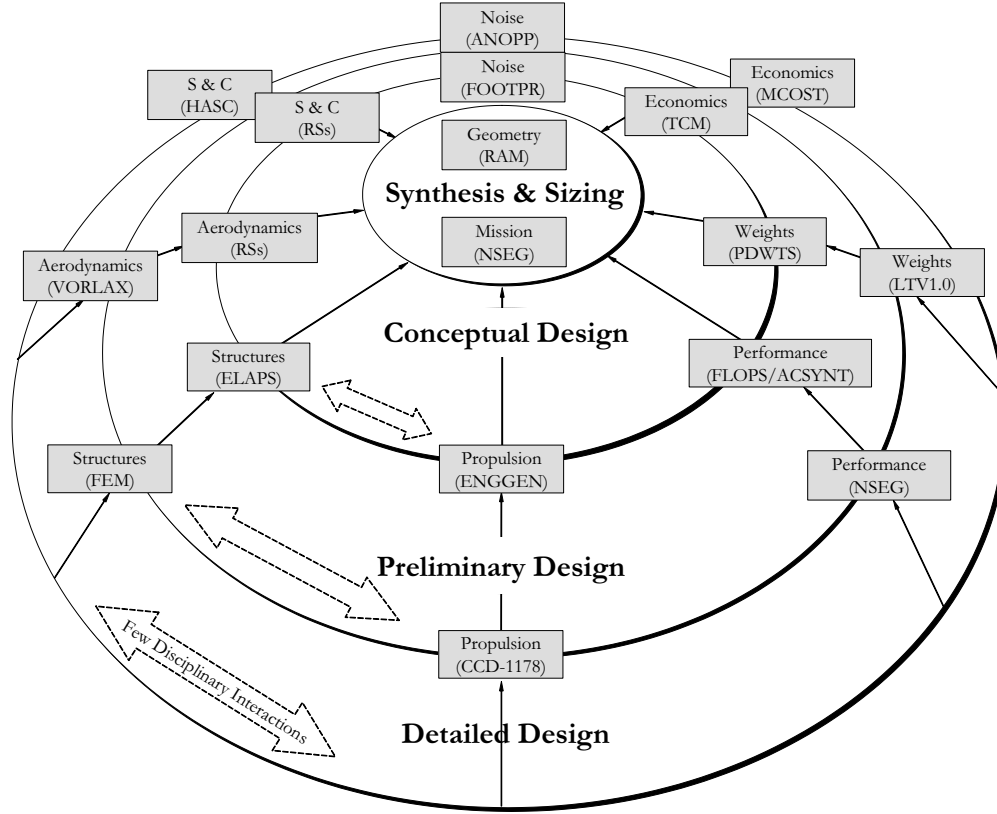 Noise
(ANOPP)
Noise
(FOOTPR)
S & C
(HASC)
S & C
(RSs)
Economics
(MCOST)
Economics
(TCM)
Geometry
(RAM)
Synthesis & Sizing
Mission
(NSEG)
Aerodynamics
(RSs)
Aerodynamics
(VORLAX)
Weights
(PDWTS)
Weights
(LTV1.0)
Conceptual Design
Structures
(ELAPS)
Performance
(FLOPS/ACSYNT)
Structures
(FEM)
Propulsion
(ENGGEN)
Performance
(NSEG)
Preliminary Design
Propulsion
(CCD-1178)
Few Disciplinary Interactions
Detailed Design